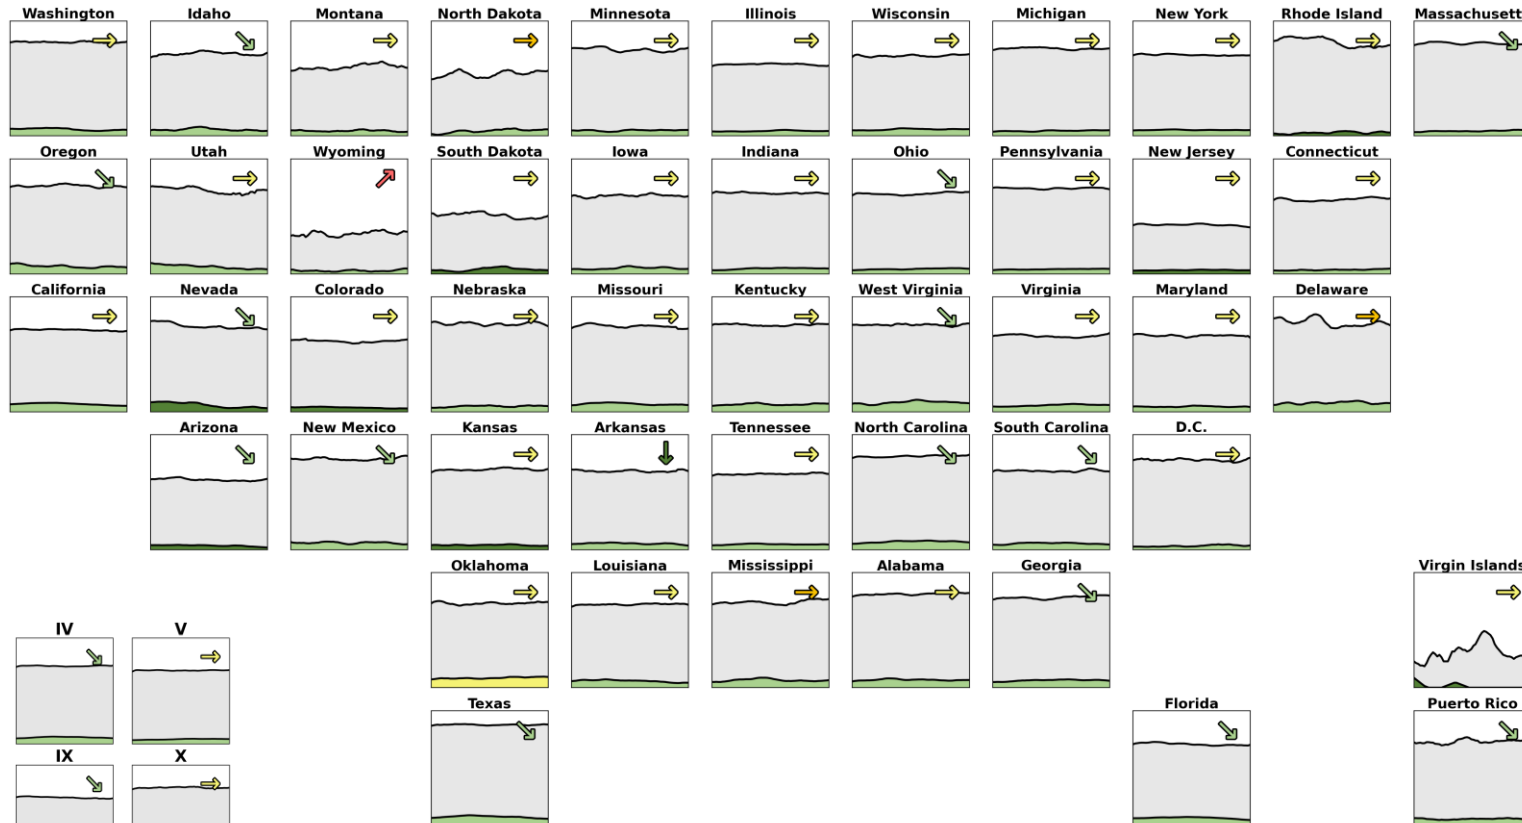 Washington Idaho Montana North Dakota Minnesota Illinois Wisconsin Michigan New York Rhode Island Massachusett
Oregon Utah Wyoming South Dakota Iowa Indiana Ohio Pennsylvania New Jersey Connecticut
California Nevada Colorado Nebraska Missouri Kentucky West Virginia Virginia Maryland Delaware
Arizona New Mexico Kansas Arkansas Tennessee North Carolina South Carolina D.C.
Oklahoma Louisiana Mississippi Alabama Georgia Virgin Islands
IV V
Texas Florida Puerto Rico
IX X